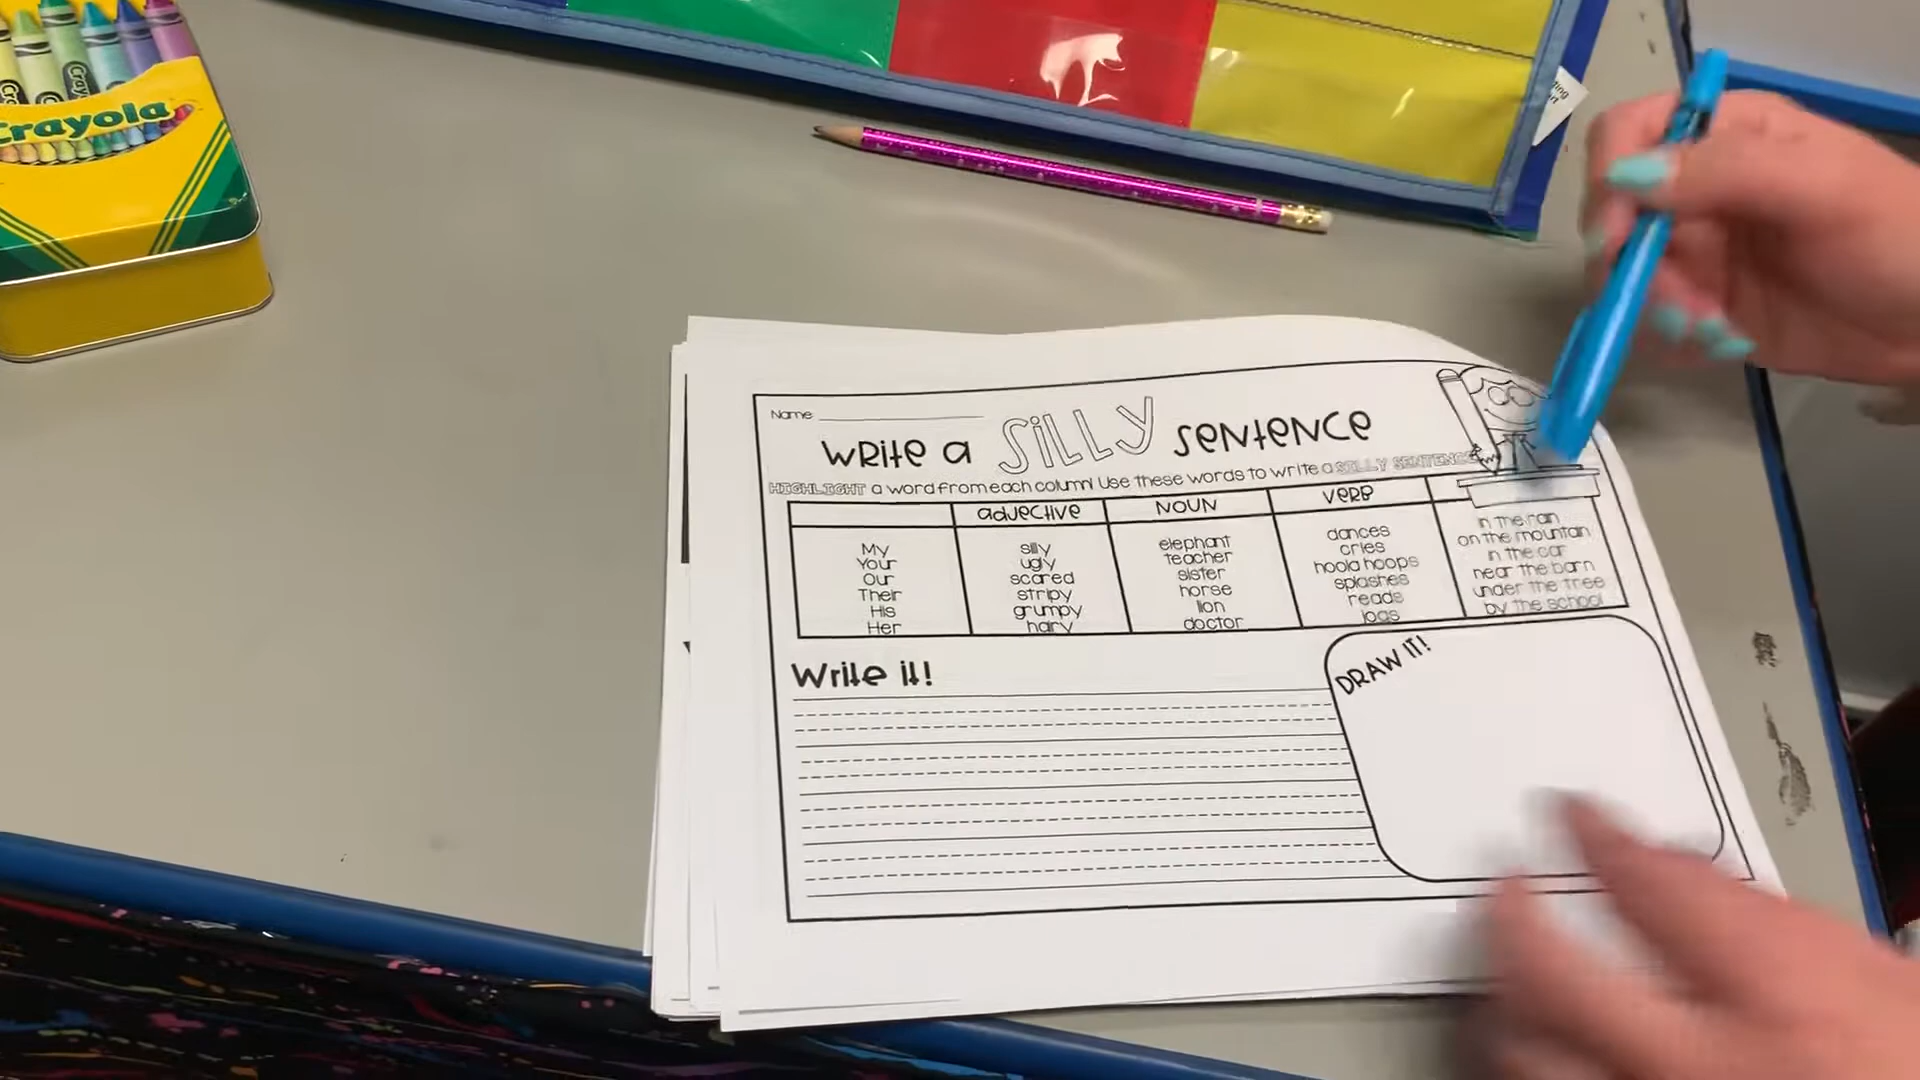 Crayola
Cray
Name
Write a SILLY Sentence
HIGHLIGHT a word from each column! Use these words to write a SILLY SENTENCE
adjective NOUN verb
My silly elephant dances in the rain
Your ugly teacher cries on the mountain
Our scared sister hoola hoops in the car
Their stripy horse splashes near the barn
His grumpy lion reads under the tree
Her hairy doctor jogs by the school
Write it!
DRAW IT!